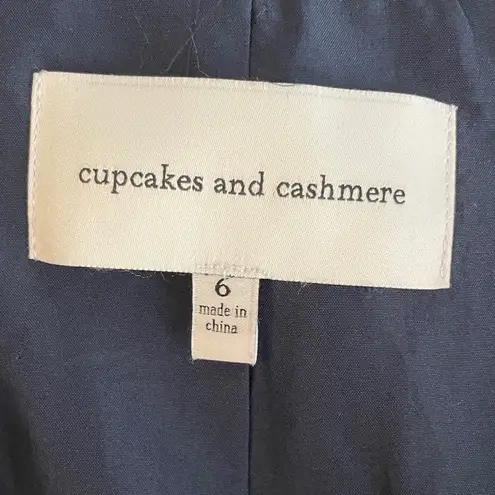 cupcakes and cashmere
6
made in
china